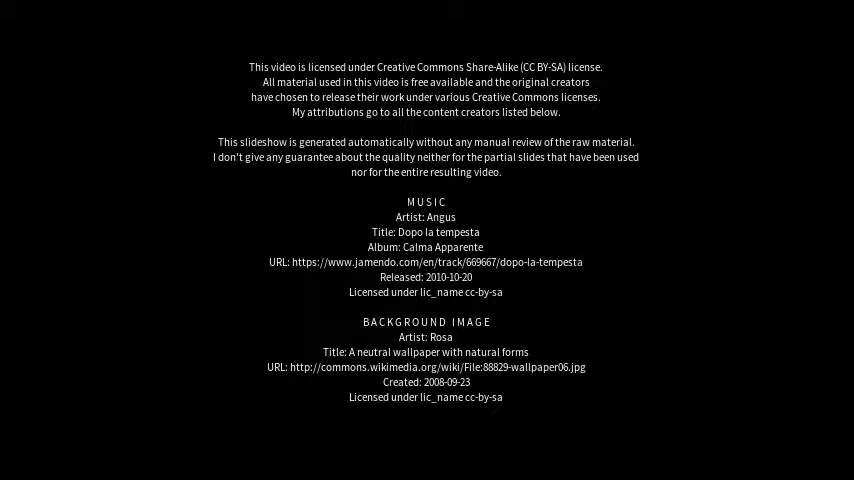 This video is licensed under Creative Commons Share-Alike (CC BY-SA) license.
All material used in this video is free available and the original creators
have chosen to release their work under various Creative Commons licenses.
My attributions go to all the content creators listed below.
This slideshow is generated automatically without any manual review of the raw material.
I don't give any guarantee about the quality neither for the partial slides that have been used
nor for the entire resulting video.
MUSIC
Artist: Angus
Title: Dopo la tempesta
Album: Calma Apparente
URL: https://www.jamendo.com/en/track/669667/dopo-la-tempesta
Released: 2010-10-20
Licensed under lic_name cc-by-sa
BACKGROUND IMAGE
Artist: Rosa
Title: A neutral wallpaper with natural forms
URL: http://commons.wikimedia.org/wiki/File:88829-wallpaper06.jpg
Created: 2008-09-23
Licensed under lic_name cc-by-sa